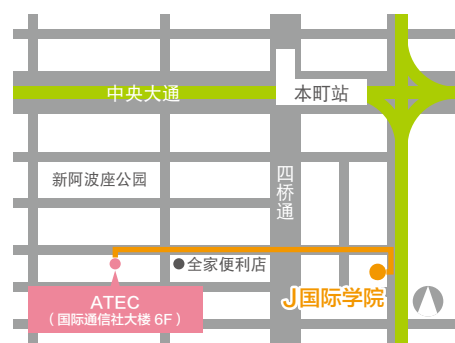 中央大通
本町站
新阿波座公园
四桥通
全家便利店
J国际学院
ATEC
（国际通信社大楼 6F）